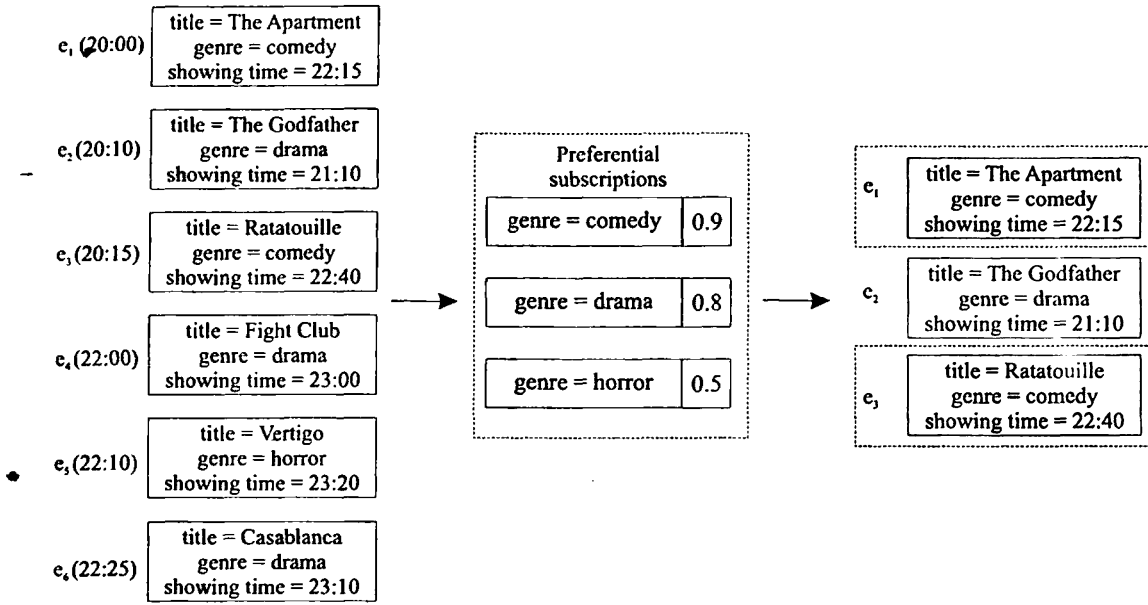 e₁ (20:00)
title = The Apartment
genre = comedy
showing time = 22:15
e₂ (20:10)
title = The Godfather
genre = drama
showing time = 21:10
e₃ (20:15)
title = Ratatouille
genre = comedy
showing time = 22:40
e₄ (22:00)
title = Fight Club
genre = drama
showing time = 23:00
e₅ (22:10)
title = Vertigo
genre = horror
showing time = 23:20
e₆ (22:25)
title = Casablanca
genre = drama
showing time = 23:10
Preferential
subscriptions
genre = comedy 0.9
genre = drama 0.8
genre = horror 0.5
e₁
title = The Apartment
genre = comedy
showing time = 22:15
e₂
title = The Godfather
genre = drama
showing time = 21:10
e₃
title = Ratatouille
genre = comedy
showing time = 22:40